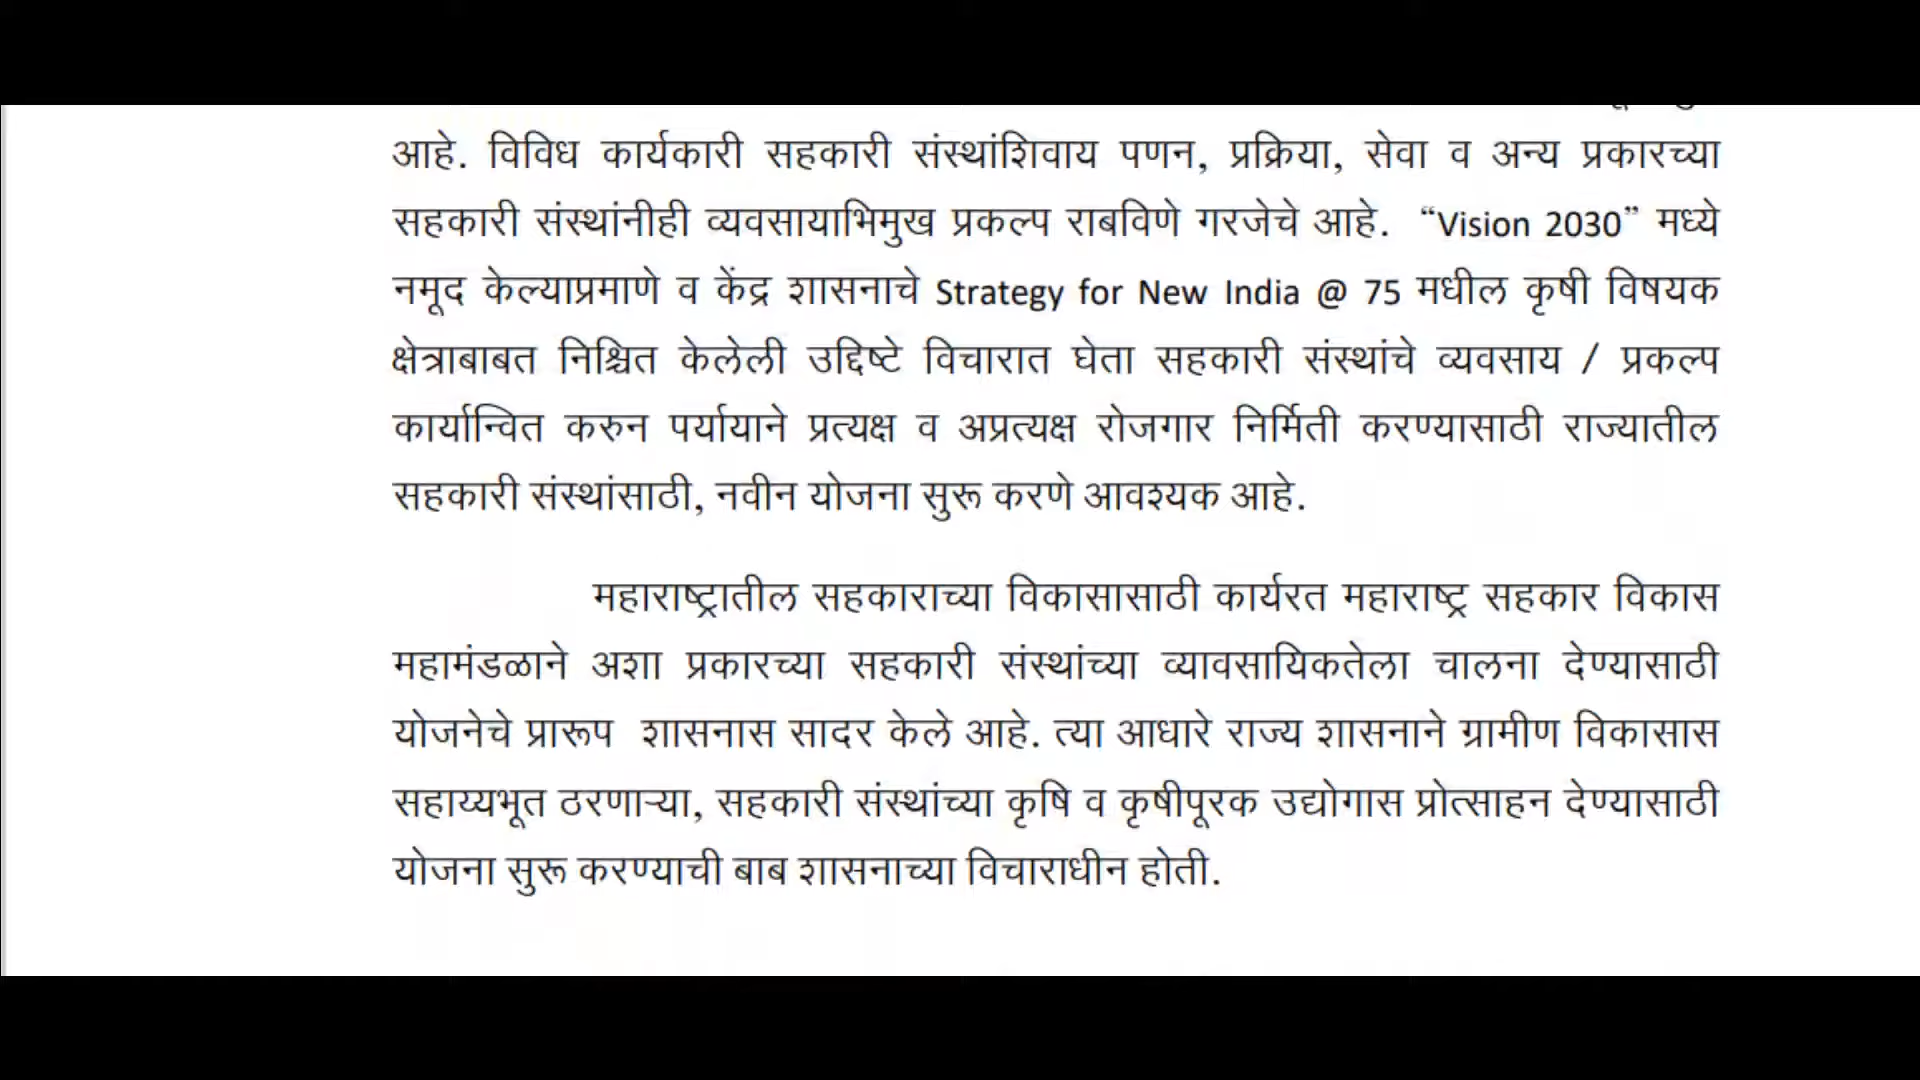 आहे. विविध कार्यकारी सहकारी संस्थांशिवाय पणन, प्रक्रिया, सेवा व अन्य प्रकारच्या
सहकारी संस्थांनीही व्यवसायाभिमुख प्रकल्प राबविणे गरजेचे आहे. “Vision 2030” मध्ये
नमूद केल्याप्रमाणे व केंद्र शासनाचे Strategy for New India @ 75 मधील कृषी विषयक
क्षेत्राबाबत निश्चित केलेली उद्दिष्टे विचारात घेता सहकारी संस्थांचे व्यवसाय / प्रकल्प
कार्यान्वित करुन पर्यायाने प्रत्यक्ष व अप्रत्यक्ष रोजगार निर्मिती करण्यासाठी राज्यातील
सहकारी संस्थांसाठी, नवीन योजना सुरू करणे आवश्यक आहे.
महाराष्ट्रातील सहकाराच्या विकासासाठी कार्यरत महाराष्ट्र सहकार विकास
महामंडळाने अशा प्रकारच्या सहकारी संस्थांच्या व्यावसायिकतेला चालना देण्यासाठी
योजनेचे प्रारूप शासनास सादर केले आहे. त्या आधारे राज्य शासनाने ग्रामीण विकासास
सहाय्यभूत ठरणाऱ्या, सहकारी संस्थांच्या कृषि व कृषीपूरक उद्योगास प्रोत्साहन देण्यासाठी
योजना सुरू करण्याची बाब शासनाच्या विचाराधीन होती.